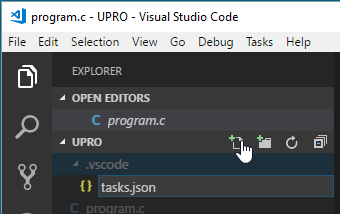 program.c - UPRO - Visual Studio Code
File Edit Selection View Go Debug Tasks Help
EXPLORER
OPEN EDITORS
C program.c
UPRO
.vscode
{} tasks.json
C program.c